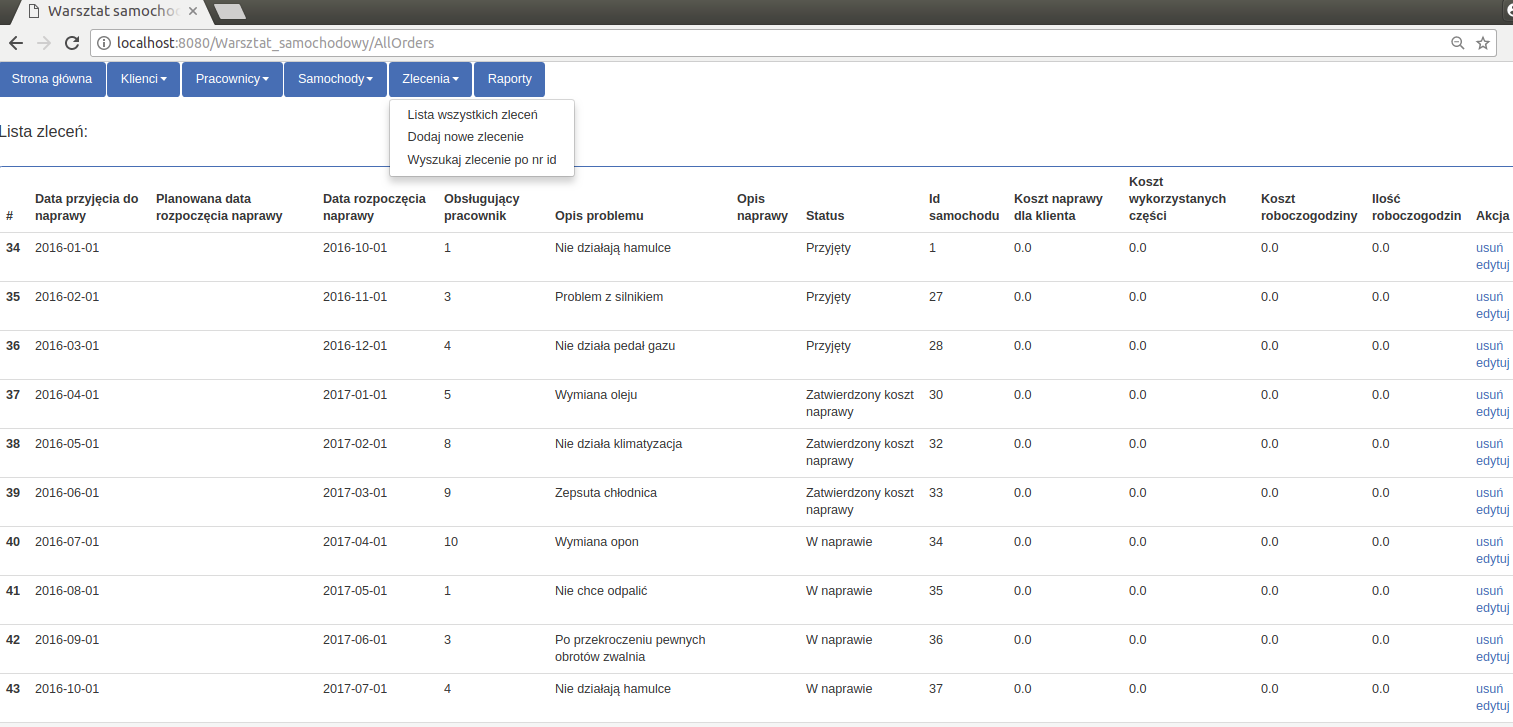 Warsztat samocho
localhost:8080/Warsztat_samochodowy/AllOrders
Strona główna Klienci Pracownicy Samochody Zlecenia Raporty
Lista wszystkich zleceń
Dodaj nowe zlecenie
Wyszukaj zlecenie po nr id
Lista zleceń:
# Data przyjęcia do naprawy Planowana data rozpoczęcia naprawy Data rozpoczęcia naprawy Obsługujący pracownik Opis problemu Opis naprawy Status Id samochodu Koszt naprawy dla klienta Koszt wykorzystanych części Koszt roboczogodziny Ilość roboczogodzin Akcja
34 2016-01-01 2016-10-01 1 Nie działają hamulce Przyjęty 1 0.0 0.0 0.0 0.0 usuń
edytuj
35 2016-02-01 2016-11-01 3 Problem z silnikiem Przyjęty 27 0.0 0.0 0.0 0.0 usuń
edytuj
36 2016-03-01 2016-12-01 4 Nie działa pedał gazu Przyjęty 28 0.0 0.0 0.0 0.0 usuń
edytuj
37 2016-04-01 2017-01-01 5 Wymiana oleju Zatwierdzony koszt 30 0.0 0.0 0.0 0.0 usuń
naprawy edytuj
38 2016-05-01 2017-02-01 8 Nie działa klimatyzacja Zatwierdzony koszt 32 0.0 0.0 0.0 0.0 usuń
naprawy edytuj
39 2016-06-01 2017-03-01 9 Zepsuta chłodnica Zatwierdzony koszt 33 0.0 0.0 0.0 0.0 usuń
naprawy edytuj
40 2016-07-01 2017-04-01 10 Wymiana opon W naprawie 34 0.0 0.0 0.0 0.0 usuń
edytuj
41 2016-08-01 2017-05-01 1 Nie chce odpalić W naprawie 35 0.0 0.0 0.0 0.0 usuń
edytuj
42 2016-09-01 2017-06-01 3 Po przekroczeniu pewnych W naprawie 36 0.0 0.0 0.0 0.0 usuń
obrotów zwalnia edytuj
43 2016-10-01 2017-07-01 4 Nie działają hamulce W naprawie 37 0.0 0.0 0.0 0.0 usuń
edytuj